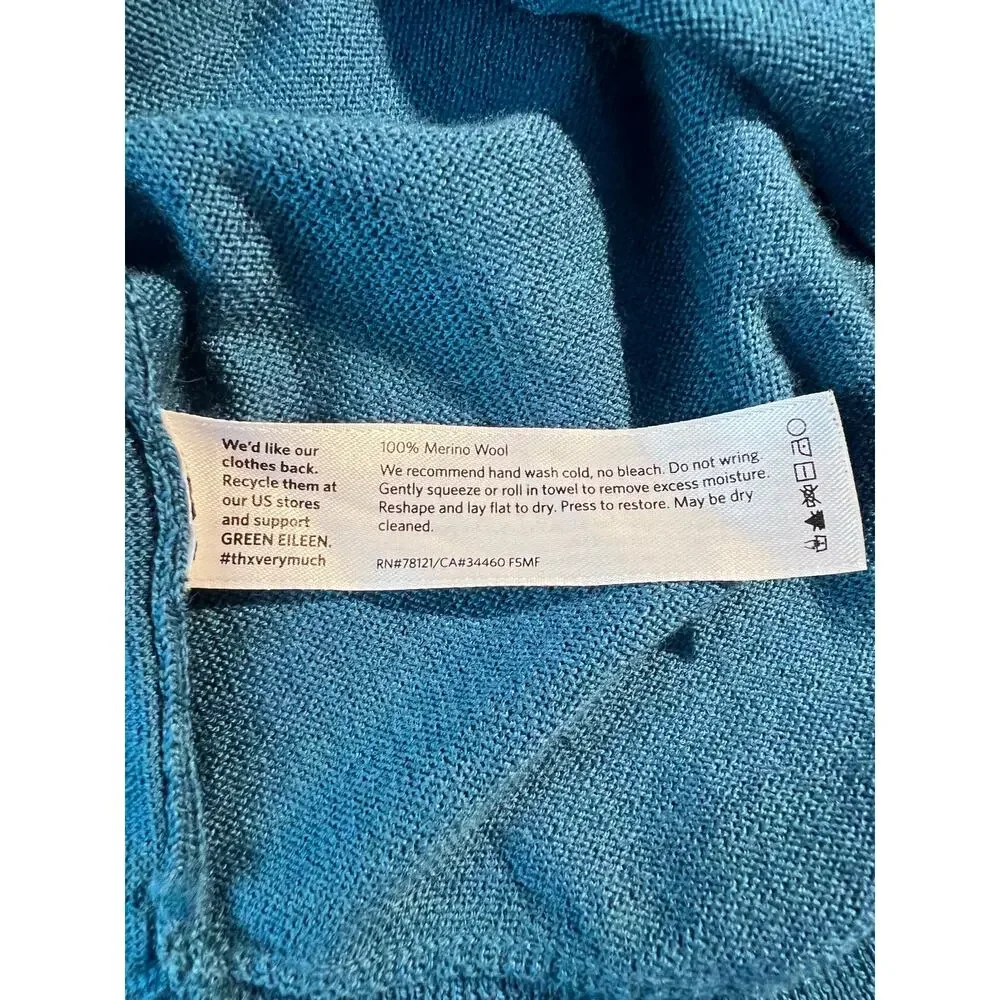 We'd like our
clothes back.
Recycle them at
our US stores
and support
GREEN EILEEN.
#thxverymuch
100% Merino Wool
We recommend hand wash cold, no bleach. Do not wring.
Gently squeeze or roll in towel to remove excess moisture.
Reshape and lay flat to dry. Press to restore. May be dry
cleaned.
RN#78121/CA#34460 F5MF